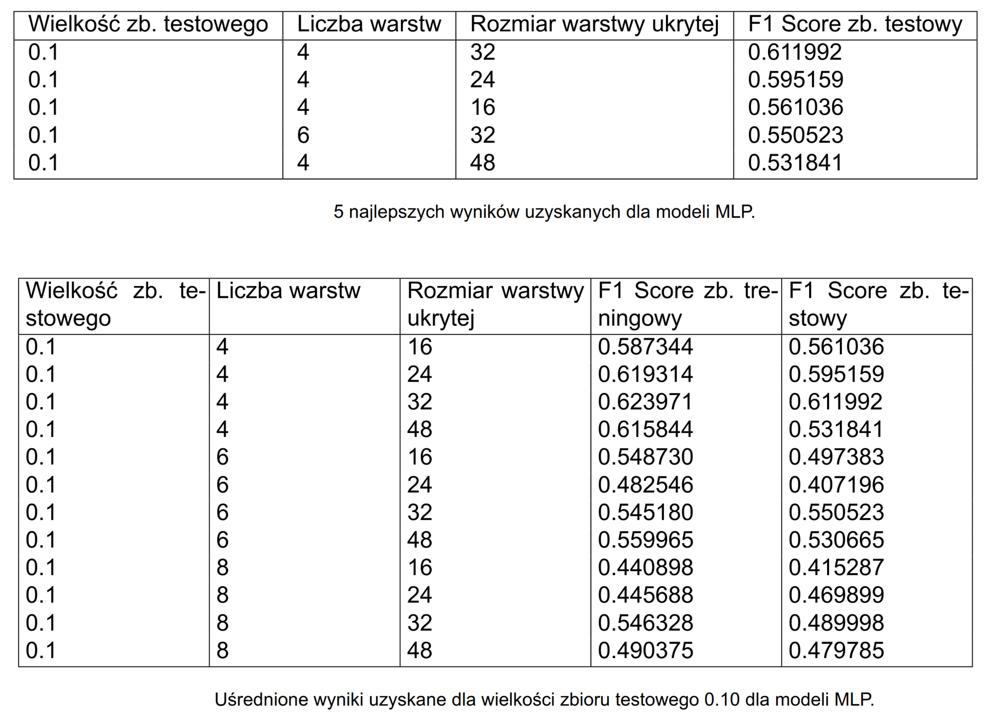 Wielkość zb. testowego Liczba warstw Rozmiar warstwy ukrytej F1 Score zb. testowy
0.1 4 32 0.611992
0.1 4 24 0.595159
0.1 4 16 0.561036
0.1 6 32 0.550523
0.1 4 48 0.531841
5 najlepszych wyników uzyskanych dla modeli MLP.
Wielkość zb. te- Liczba warstw Rozmiar warstwy F1 Score zb. tre- F1 Score zb. te-
stowego ukrytej ningowy stowy
0.1 4 16 0.587344 0.561036
0.1 4 24 0.619314 0.595159
0.1 4 32 0.623971 0.611992
0.1 4 48 0.615844 0.531841
0.1 6 16 0.548730 0.497383
0.1 6 24 0.482546 0.407196
0.1 6 32 0.545180 0.550523
0.1 6 48 0.559965 0.530665
0.1 8 16 0.440898 0.415287
0.1 8 24 0.445688 0.469899
0.1 8 32 0.546328 0.489998
0.1 8 48 0.490375 0.479785
Uśrednione wyniki uzyskane dla wielkości zbioru testowego 0.10 dla modeli MLP.